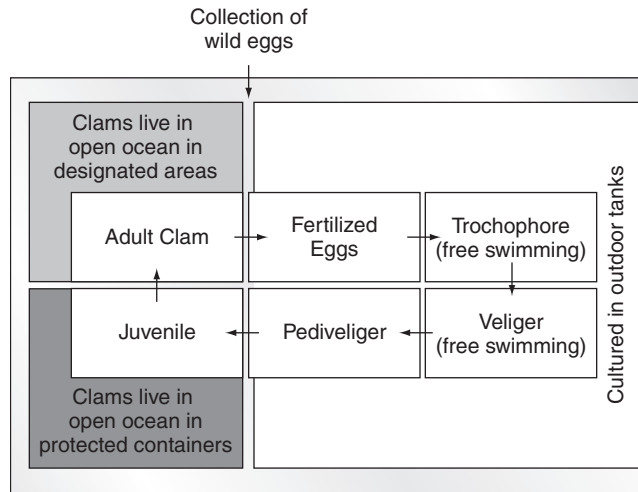 Collection of
wild eggs
Clams live in
open ocean in
designated areas
Adult Clam
Fertilized
Eggs
Trochophore
(free swimming)
Juvenile
Pediveliger
Veliger
(free swimming)
Clams live in
open ocean in
protected containers
Cultured in outdoor tanks